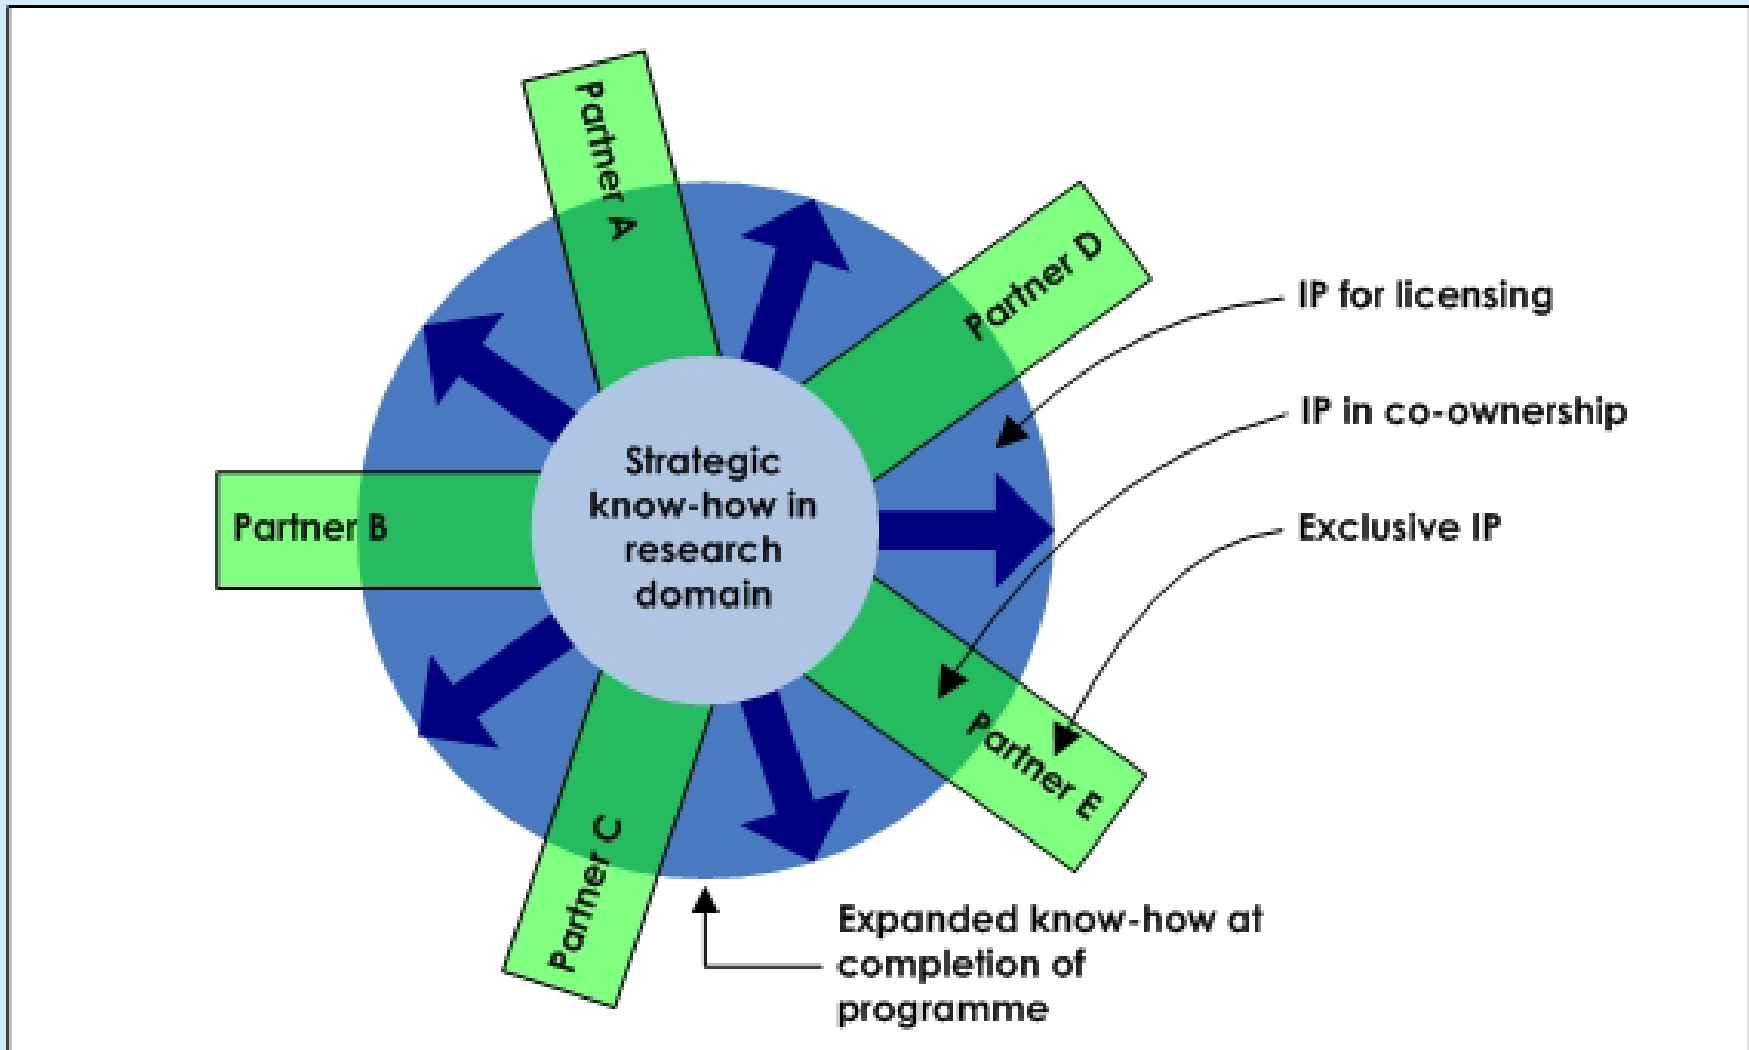 Partner A
Partner D
IP for licensing
IP in co-ownership
Strategic
know-how in
research
domain
Partner B
Exclusive IP
Partner E
Partner C
Expanded know-how at
completion of
programme